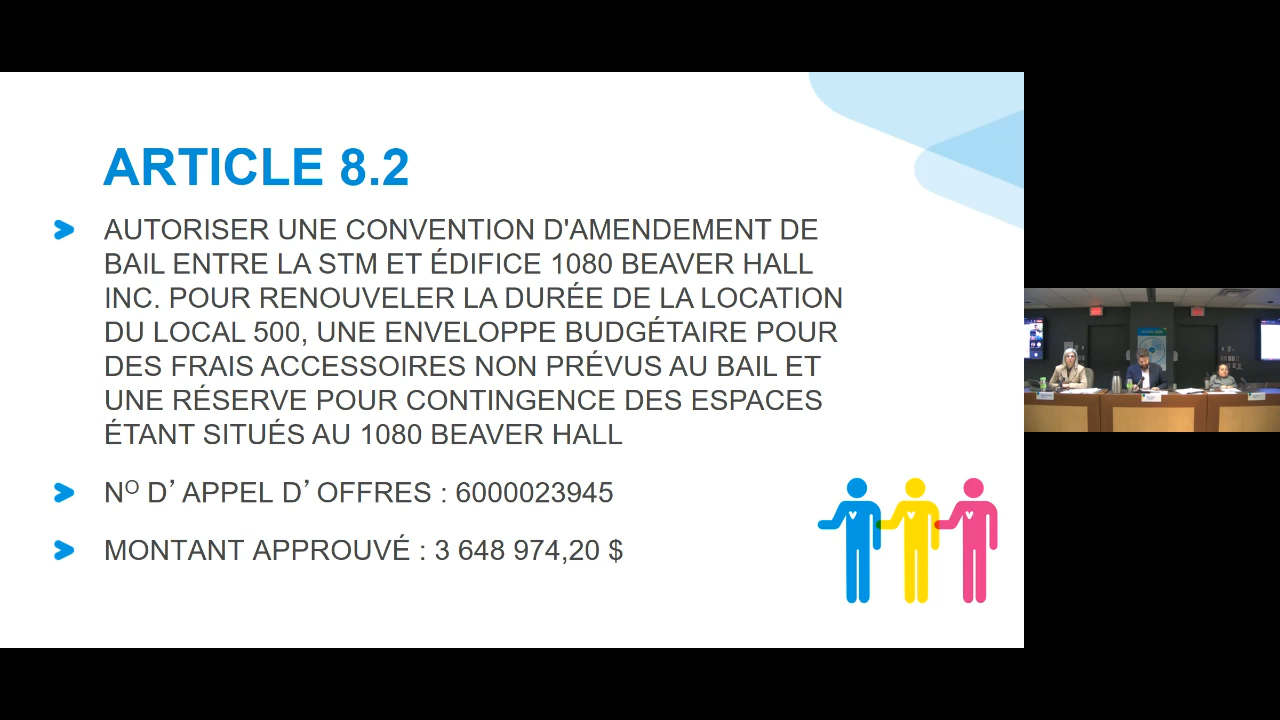 ARTICLE 8.2
AUTORISER UNE CONVENTION D'AMENDEMENT DE
BAIL ENTRE LA STM ET ÉDIFICE 1080 BEAVER HALL
INC. POUR RENOUVELER LA DURÉE DE LA LOCATION
DU LOCAL 500, UNE ENVELOPPE BUDGÉTAIRE POUR
DES FRAIS ACCESSOIRES NON PRÉVUS AU BAIL ET
UNE RÉSERVE POUR CONTINGENCE DES ESPACES
ÉTANT SITUÉS AU 1080 BEAVER HALL
Nᴼ D’APPEL D’OFFRES : 6000023945
MONTANT APPROUVÉ : 3 648 974,20 $